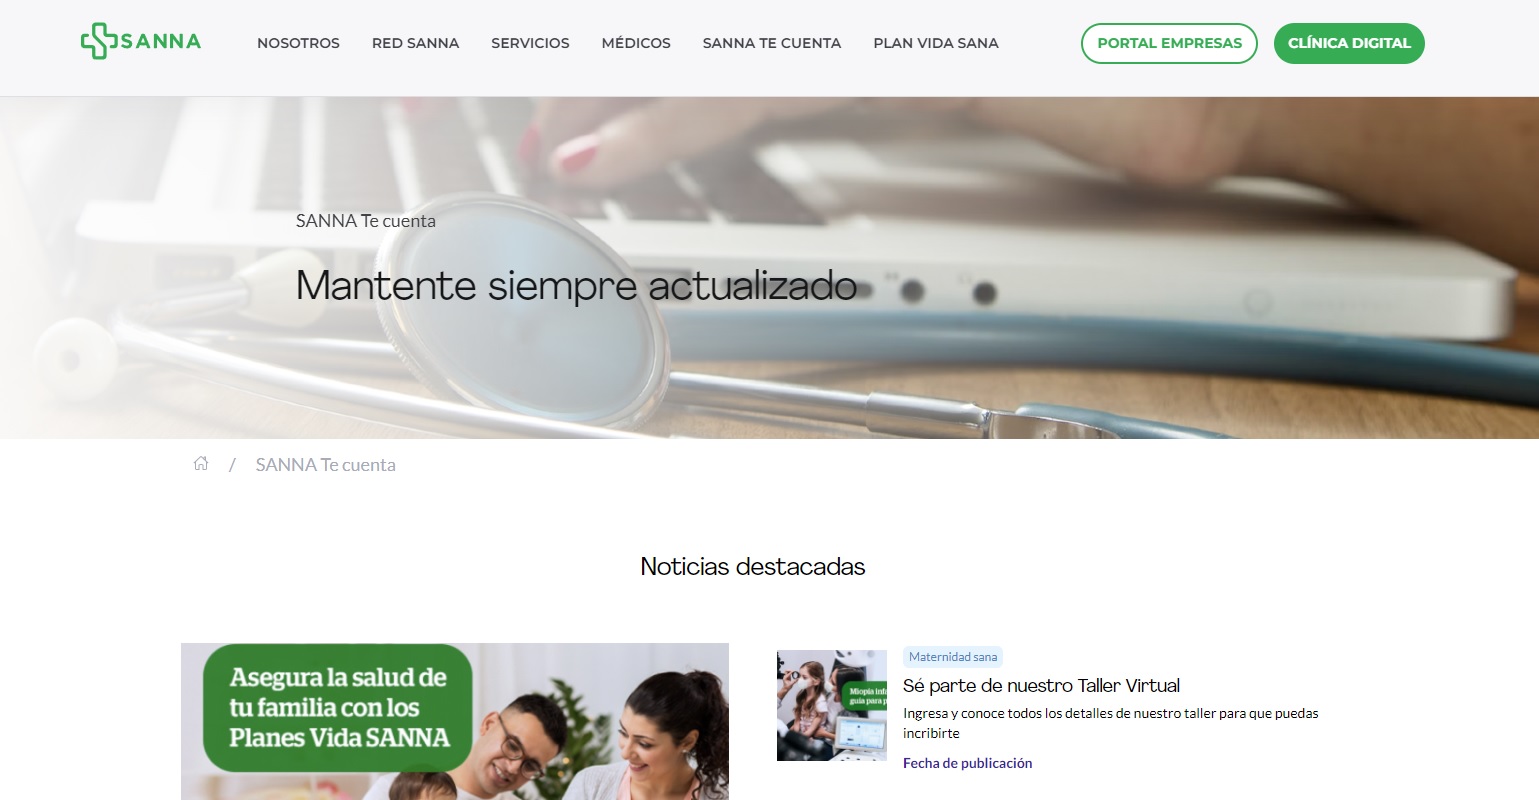 SANNA
NOSOTROS RED SANNA SERVICIOS MÉDICOS SANNA TE CUENTA PLAN VIDA SANA PORTAL EMPRESAS CLÍNICA DIGITAL
SANNA Te cuenta
Mantente siempre actualizado
/ SANNA Te cuenta
Noticias destacadas
Asegura la salud de
tu familia con los
Planes Vida SANNA
Miopía
guía para
Maternidad sana
Sé parte de nuestro Taller Virtual
Ingresa y conoce todos los detalles de nuestro taller para que puedas
incribirte
Fecha de publicación